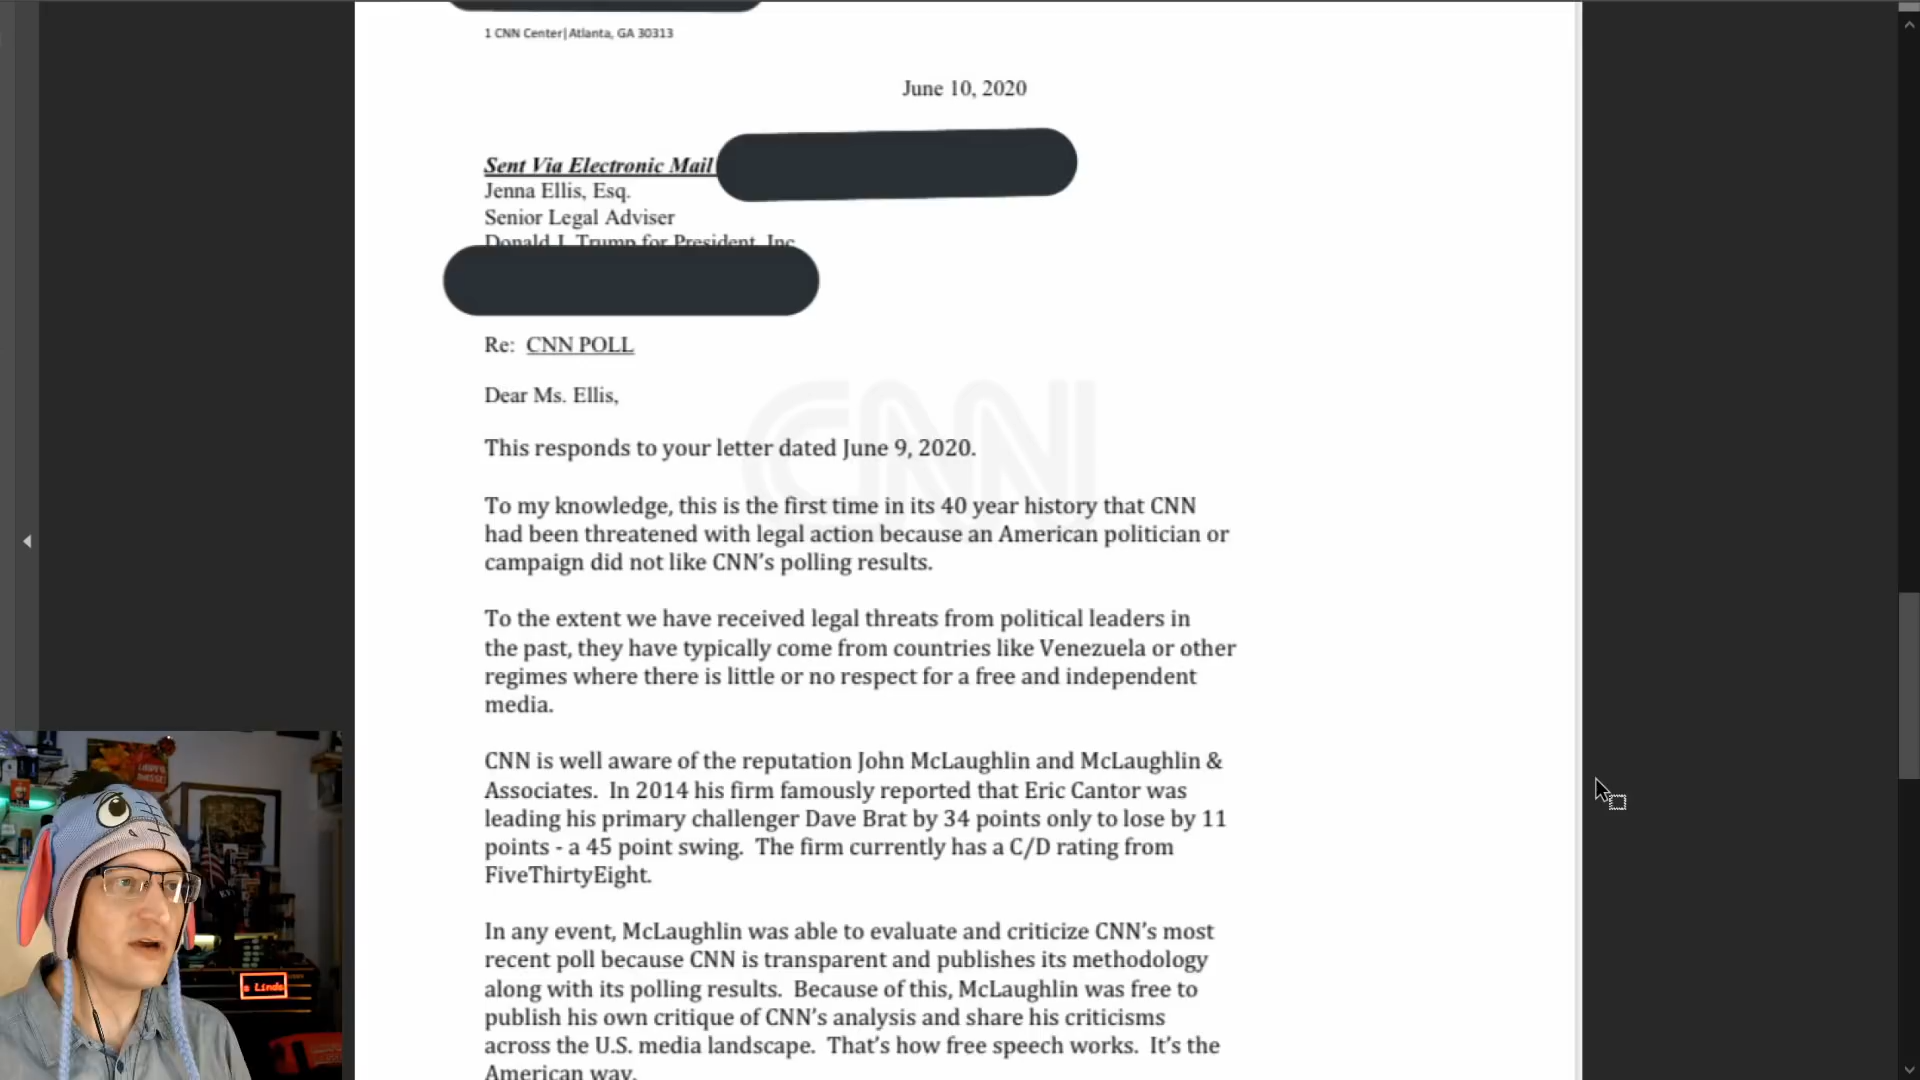 1 CNN Center|Atlanta, GA 30313
June 10, 2020
Sent Via Electronic Mail
Jenna Ellis, Esq.
Senior Legal Adviser
Donald J. Trump for President, Inc.
Re: CNN POLL
Dear Ms. Ellis,
CNN
This responds to your letter dated June 9, 2020.
To my knowledge, this is the first time in its 40 year history that CNN
had been threatened with legal action because an American politician or
campaign did not like CNN’s polling results.
To the extent we have received legal threats from political leaders in
the past, they have typically come from countries like Venezuela or other
regimes where there is little or no respect for a free and independent
media.
CNN is well aware of the reputation John McLaughlin and McLaughlin &
Associates. In 2014 his firm famously reported that Eric Cantor was
leading his primary challenger Dave Brat by 34 points only to lose by 11
points - a 45 point swing. The firm currently has a C/D rating from
FiveThirtyEight.
In any event, McLaughlin was able to evaluate and criticize CNN’s most
recent poll because CNN is transparent and publishes its methodology
along with its polling results. Because of this, McLaughlin was free to
publish his own critique of CNN’s analysis and share his criticisms
across the U.S. media landscape. That’s how free speech works. It’s the
American way.